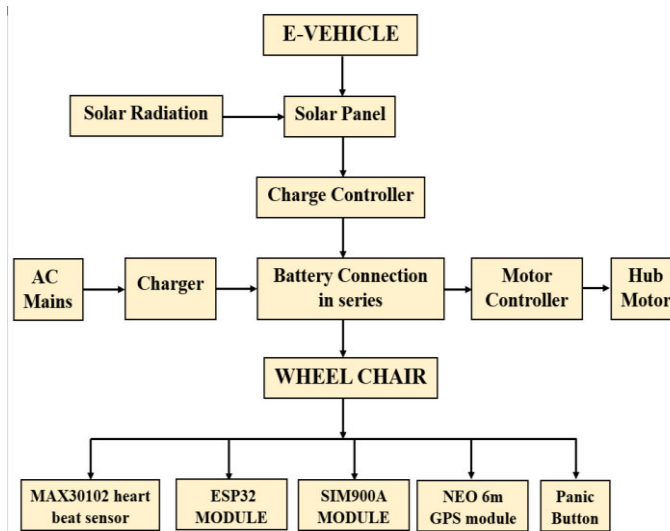 E-VEHICLE
Solar Radiation
Solar Panel
Charge Controller
AC
Mains
Charger
Battery Connection
in series
Motor
Controller
Hub
Motor
WHEEL CHAIR
MAX30102 heart
beat sensor
ESP32
MODULE
SIM900A
MODULE
NEO 6m
GPS module
Panic
Button